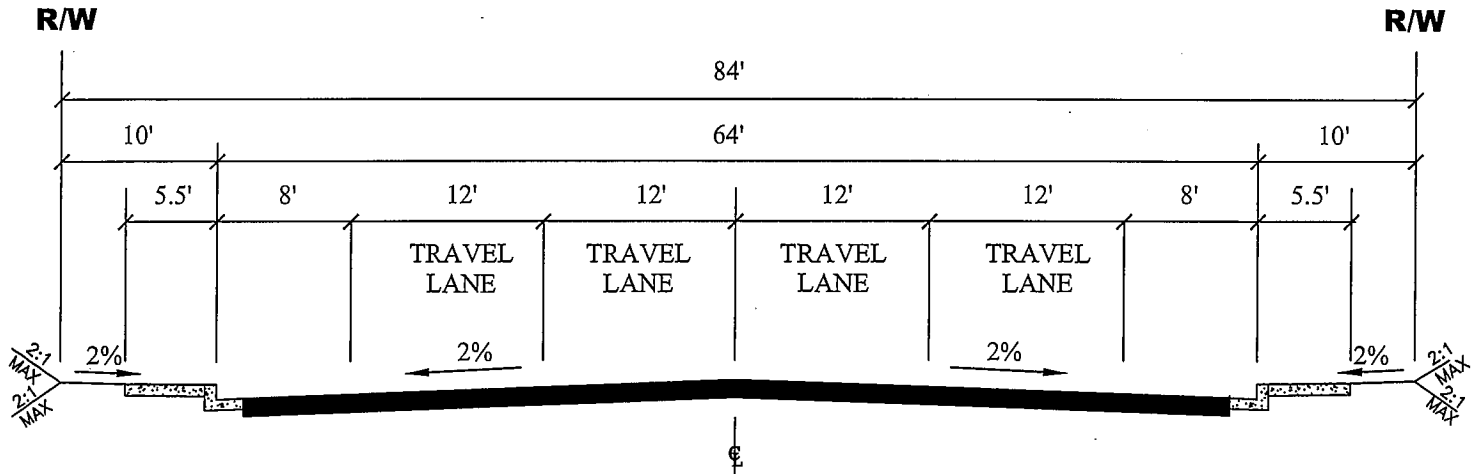 R/W R/W
84'
10' 64' 10'
5.5' 8' 12' 12' 12' 12' 8' 5.5'
TRAVEL TRAVEL TRAVEL TRAVEL
LANE LANE LANE LANE
2:1 2% 2% 2% 2% 2:1
MAX MAX
2:1 2:1
MAX MAX
℄